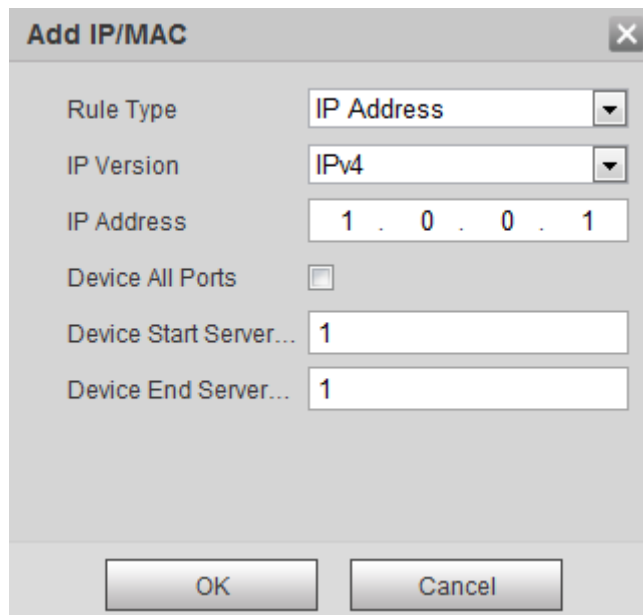 Add IP/MAC
Rule Type IP Address
IP Version IPv4
IP Address 1 . 0 . 0 . 1
Device All Ports
Device Start Server... 1
Device End Server... 1
OK Cancel